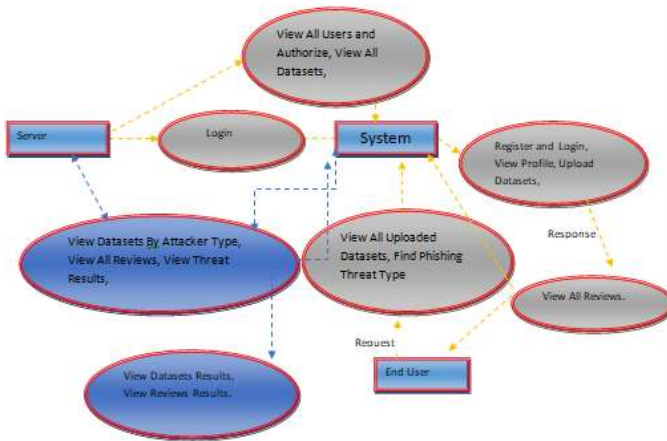 View All Users and
Authorize, View All
Datasets,
Server
Login
System
Register and Login,
View Profile, Upload
Datasets,
View Datasets By Attacker Type,
View All Reviews, View Threat
Results,
View All Uploaded
Datasets, Find Phishing
Threat Type
Response
View All Reviews.
Request
End User
View Datasets Results,
View Reviews Results.